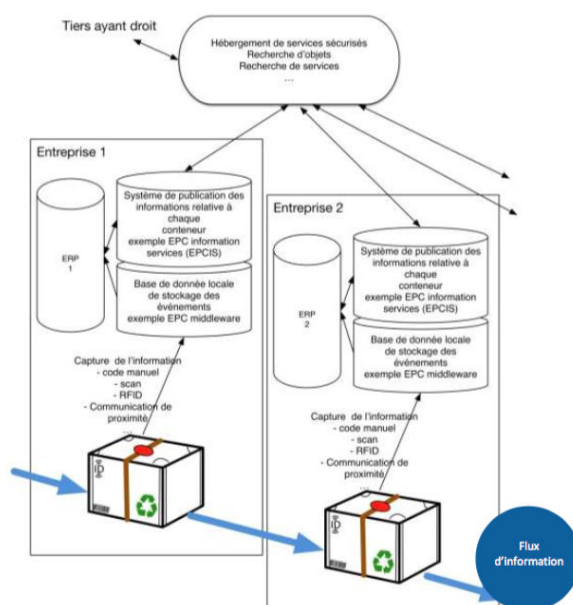 Tiers ayant droit
Hébergement de services sécurisés
Recherche d'objets
Recherche de services
...
Entreprise 1
Système de publication des
informations relative à
chaque
conteneur
exemple EPC information
services (EPCIS)
ERP
1
Base de donnée locale
de stockage des
événements
exemple EPC middleware
Capture de l'information
- code manuel
- scan
- RFID
- Communication de
proximité
...
ID
Entreprise 2
Système de publication des
informations relative à
chaque
conteneur
exemple EPC information
services (EPCIS)
ERP
2
Base de donnée locale
de stockage des
événements
exemple EPC middleware
Capture de l'information
- code manuel
- scan
- RFID
- Communication de
proximité
...
ID
Flux
d'information